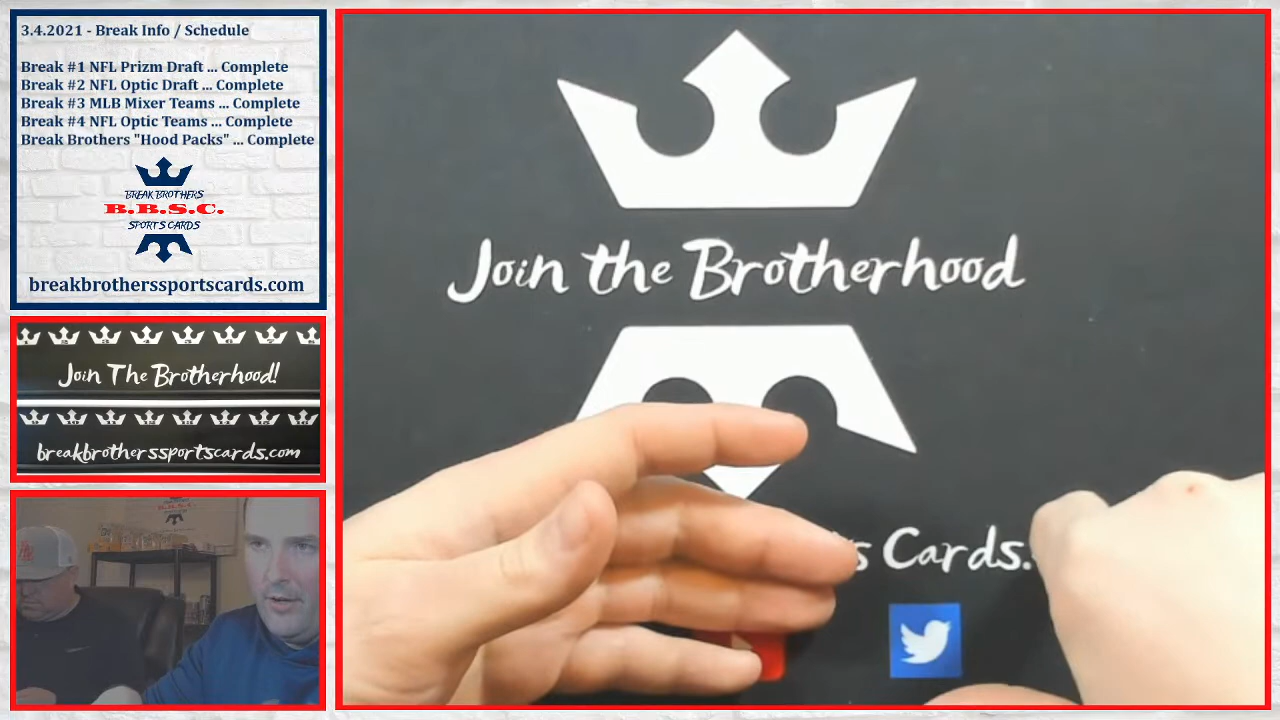 3.4.2021 - Break Info / Schedule
Break #1 NFL Prizm Draft ... Complete
Break #2 NFL Optic Draft ... Complete
Break #3 MLB Mixer Teams ... Complete
Break #4 NFL Optic Teams ... Complete
Break Brothers "Hood Packs" ... Complete
BREAK BROTHERS
B.B.S.C.
SPORTS CARDS
breakbrotherssportscards.com
Join The Brotherhood!
breakbrotherssportscards.com
Join the Brotherhood
Cards.